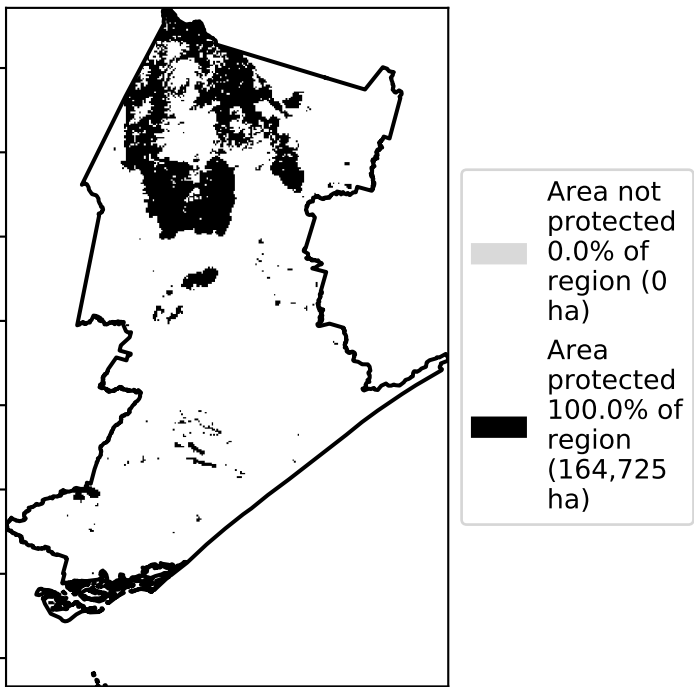 Area not
protected
0.0% of
region (0
ha)
Area
protected
100.0% of
region
(164,725
ha)